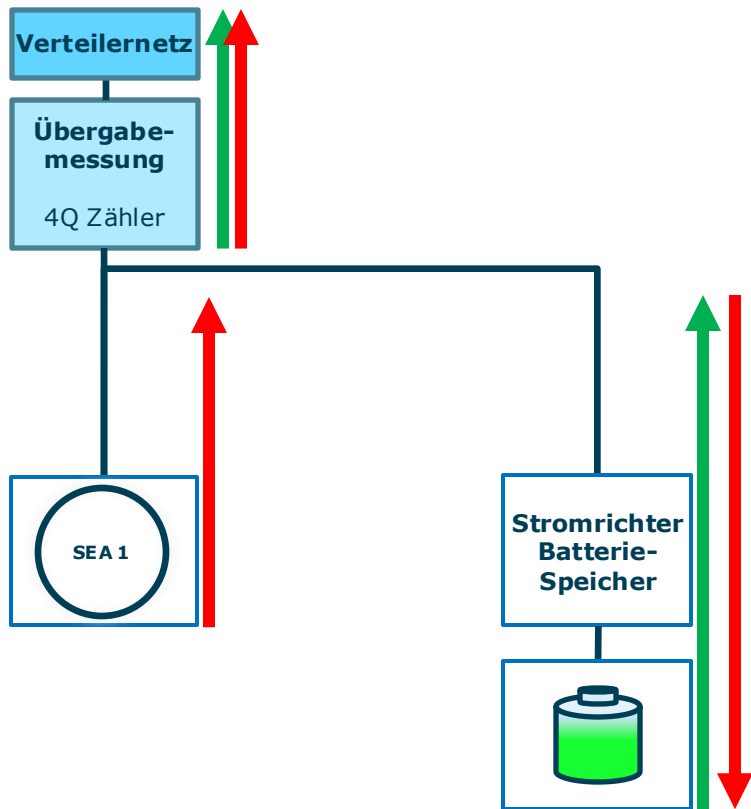 Verteilernetz
Übergabe-
messung
4Q Zähler
SEA 1
Stromrichter
Batterie-
Speicher